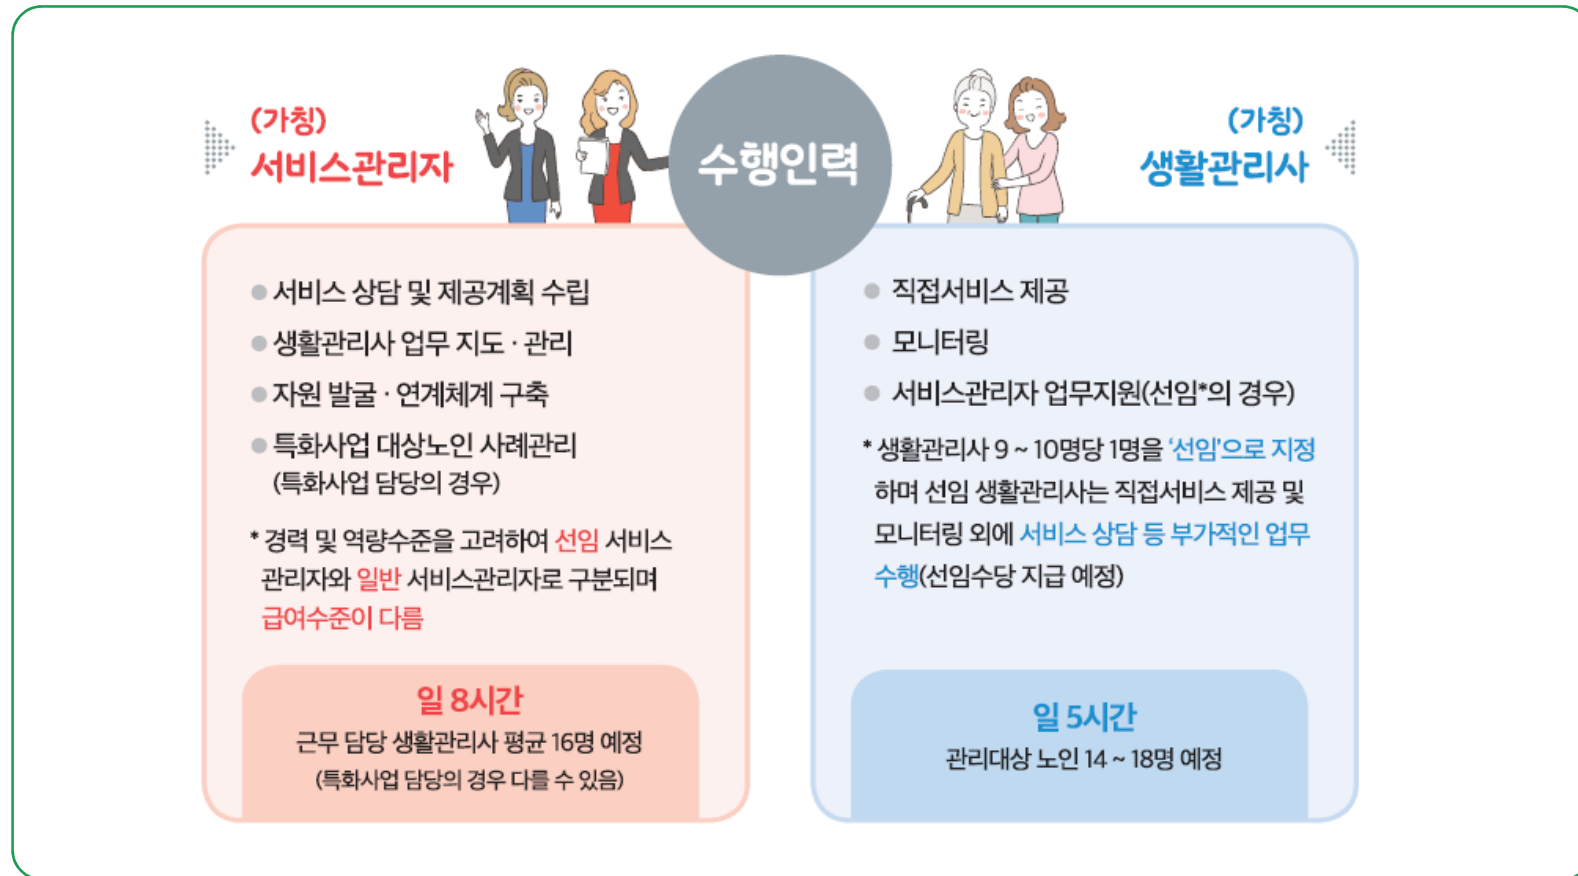 수행인력
(가칭)
서비스관리자
● 서비스 상담 및 제공계획 수립
● 생활관리사 업무 지도 · 관리
● 자원 발굴 · 연계체계 구축
● 특화사업 대상노인 사례관리
(특화사업 담당의 경우)
* 경력 및 역량수준을 고려하여 선임 서비스
관리자와 일반 서비스관리자로 구분되며
급여수준이 다름
일 8시간
근무 담당 생활관리사 평균 16명 예정
(특화사업 담당의 경우 다를 수 있음)
(가칭)
생활관리사
● 직접서비스 제공
● 모니터링
● 서비스관리자 업무지원(선임*의 경우)
* 생활관리사 9 ~ 10명당 1명을 ‘선임’으로 지정
하며 선임 생활관리사는 직접서비스 제공 및
모니터링 외에 서비스 상담 등 부가적인 업무
수행(선임수당 지급 예정)
일 5시간
관리대상 노인 14 ~ 18명 예정